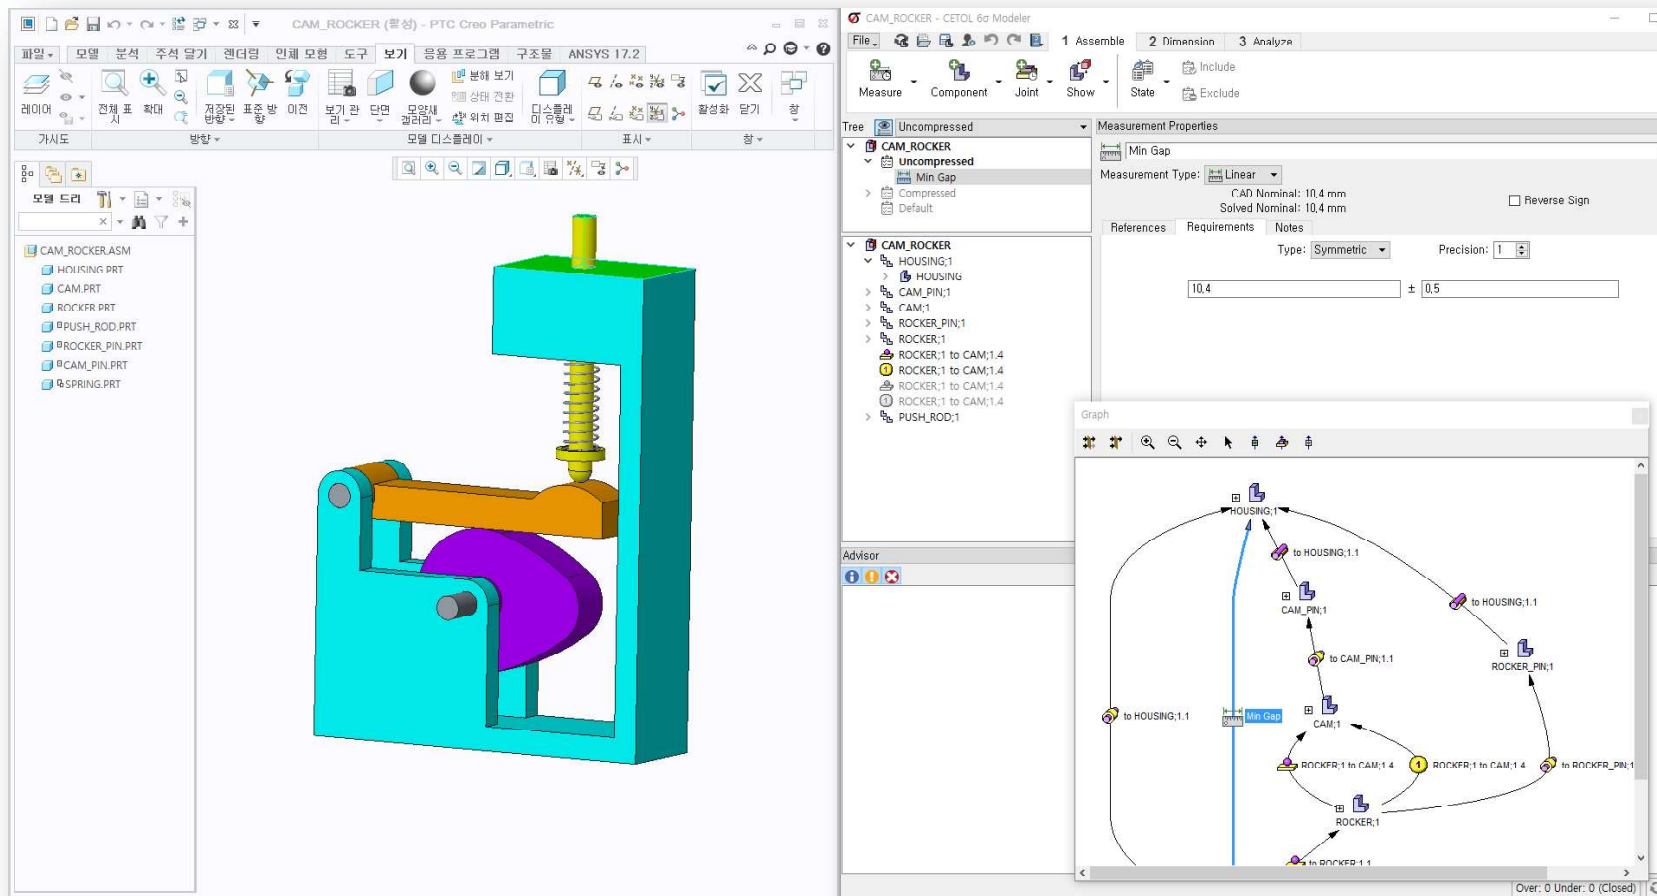 CAM_ROCKER (활성) - PTC Creo Parametric
파일 모델 분석 주석 달기 렌더링 인체 모형 도구 보기 응용 프로그램 구조물 ANSYS 17.2
레이어
전체 표시
확대
저장된 방향
표준 방향
이전
보기 관리
단면
모양새 갤러리
분해 보기
상태 전환
위치 편집
디스플레이 유형
활성화
닫기
창
가시도 방향 모델 디스플레이 표시 창
모델 트리
CAM_ROCKER.ASM
HOUSING.PRT
CAM.PRT
ROCKER.PRT
PUSH_ROD.PRT
ROCKER_PIN.PRT
CAM_PIN.PRT
SPRING.PRT
CAM_ROCKER - CETOL 6σ Modeler
File 1 Assemble 2 Dimension 3 Analyze
Measure Component Joint Show State
Include
Exclude
Tree Uncompressed
CAM_ROCKER
Uncompressed
Min Gap
Compressed
Default
CAM_ROCKER
HOUSING;1
HOUSING
CAM_PIN;1
CAM;1
ROCKER_PIN;1
ROCKER;1
ROCKER;1 to CAM;1.4
1 ROCKER;1 to CAM;1.4
ROCKER;1 to CAM;1.4
1 ROCKER;1 to CAM;1.4
PUSH_ROD;1
Advisor
Measurement Properties
Min Gap
Measurement Type: Linear
CAD Nominal: 10,4 mm
Solved Nominal: 10,4 mm
Reverse Sign
References Requirements Notes
Type: Symmetric Precision: 1
10,4 ± 0,5
Graph
HOUSING;1
to HOUSING;1.1
CAM_PIN;1
to HOUSING;1.1
to CAM_PIN;1.1
ROCKER_PIN;1
to HOUSING;1.1
Min Gap
CAM;1
ROCKER;1 to CAM;1.4
1 ROCKER;1 to CAM;1.4
to ROCKER_PIN;1
ROCKER;1
to ROCKER;1.1
Over: 0 Under: 0 (Closed)